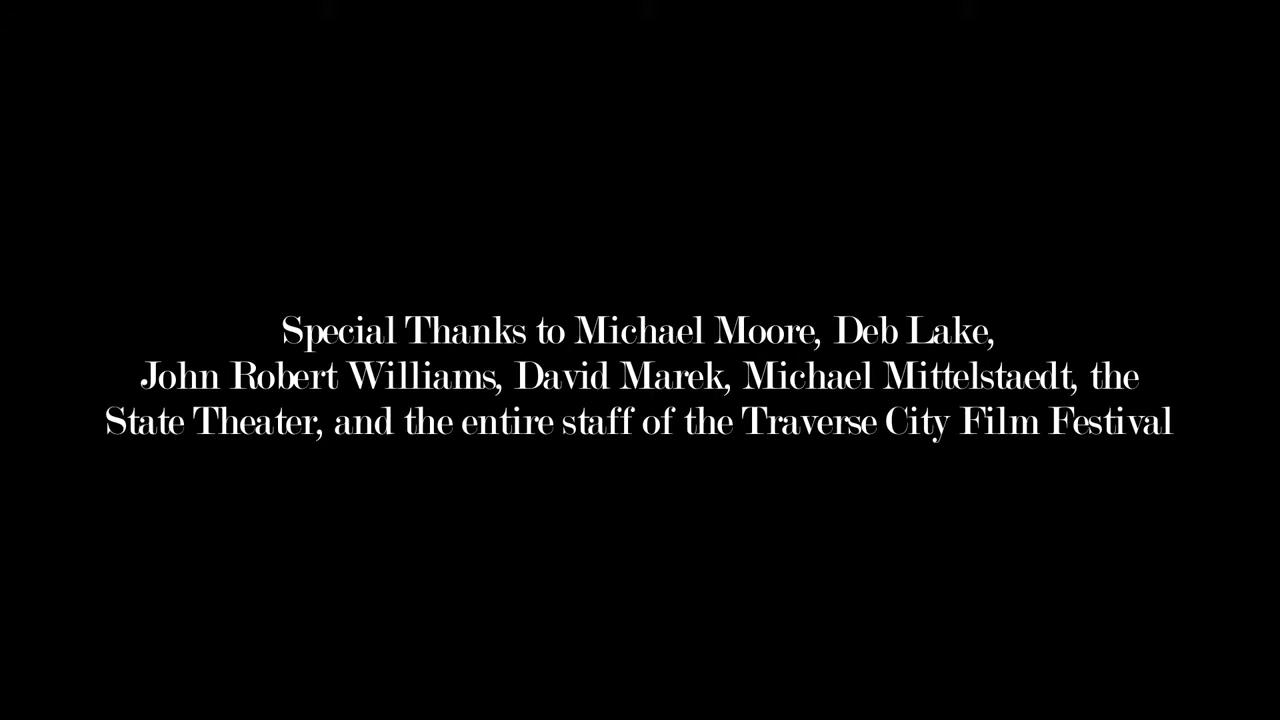 Special Thanks to Michael Moore, Deb Lake,
John Robert Williams, David Marek, Michael Mittelstaedt, the
State Theater, and the entire staff of the Traverse City Film Festival